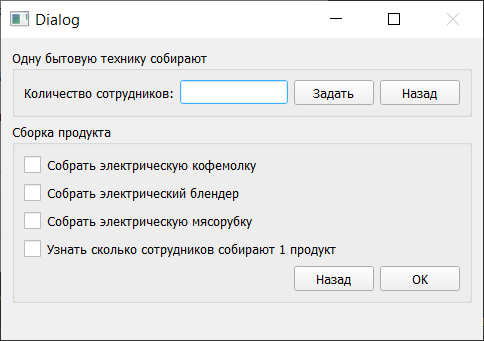 Dialog
Одну бытовую технику собирают
Количество сотрудников: Задать Назад
Сборка продукта
Собрать электрическую кофемолку
Собрать электрический блендер
Собрать электрическую мясорубку
Узнать сколько сотрудников собирают 1 продукт
Назад OK